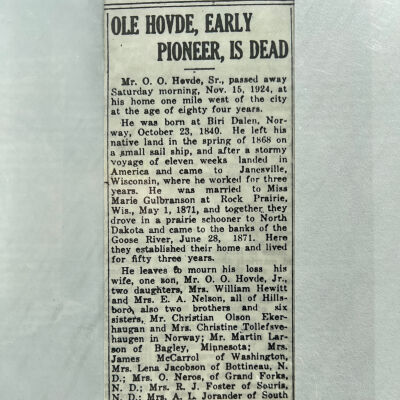 OLE HOVDE, EARLY
PIONEER, IS DEAD
Mr. O. O. Hovde, Sr., passed away
Saturday morning, Nov. 15, 1924, at
his home one mile west of the city
at the age of eighty four years.
He was born at Biri Dalen, Nor-
way, October 23, 1840. He left his
native land in the spring of 1868 on
a small sail ship, and after a stormy
voyage of eleven weeks landed in
America and came to Janesville,
Wisconsin, where he worked for three
years. He was married to Miss
Marie Gulbranson at Rock Prairie,
Wis., May 1, 1871, and together they
drove in a prairie schooner to North
Dakota and came to the banks of the
Goose River, June 28, 1871. Here
they established their home and lived
for fifty three years.
He leaves to mourn his loss his
wife, one son, Mr. O. O. Hovde, Jr.,
two daughters, Mrs. William Hewitt
and Mrs. E. A. Nelson, all of Hills-
boro, also two brothers and six
sisters, Mr. Christian Olson Eker-
haugan and Mrs. Christine Tollefsve-
haugen in Norway; Mr. Martin Lar-
son of Bagley, Minnesota; Mrs.
James McCarrol of Washington,
Mrs. Lena Jacobson of Bottineau, N.
D.; Mrs. O. Neros, of Grand Forks,
N. D.; Mrs. R. J. Foster of Souris,
N. D.; Mrs. A. L. Jorander of South